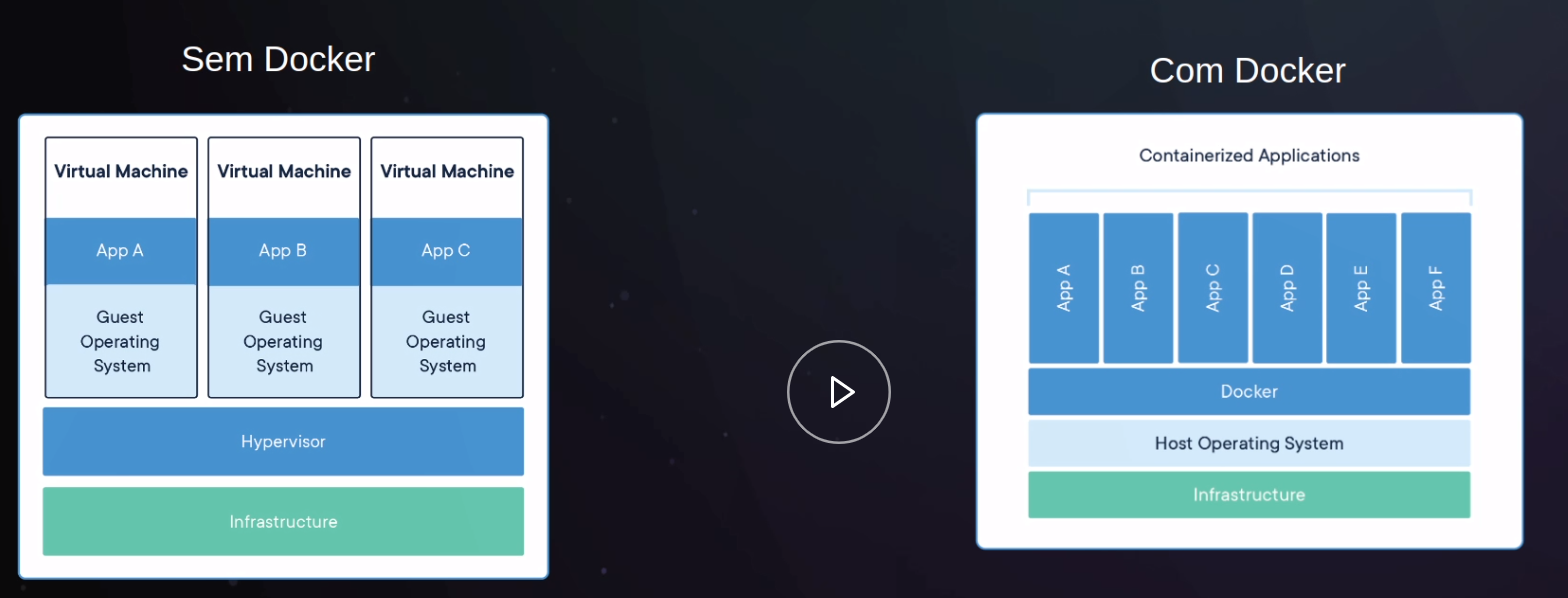 Sem Docker
Virtual Machine
App A
Guest
Operating
System
Virtual Machine
App B
Guest
Operating
System
Virtual Machine
App C
Guest
Operating
System
Hypervisor
Infrastructure
Com Docker
Containerized Applications
App A
App B
App C
App D
App E
App F
Docker
Host Operating System
Infrastructure